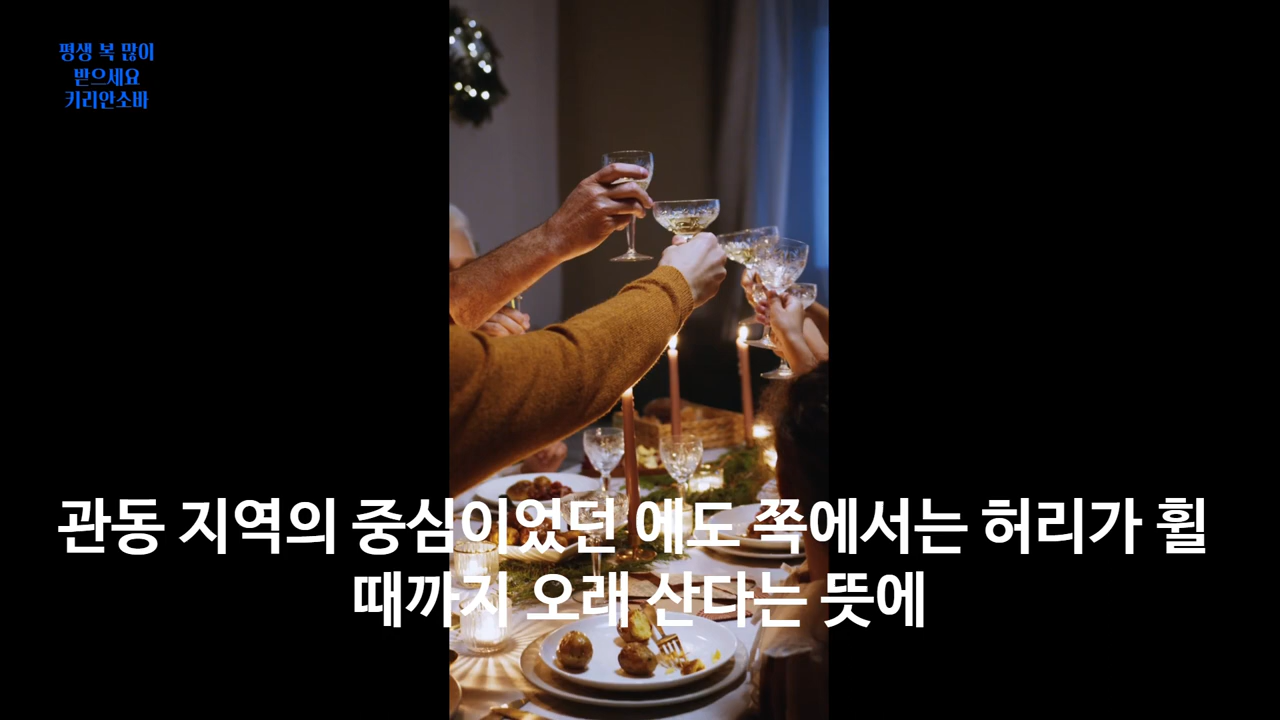 평생 복 많이
받으세요
키리안소바
관동 지역의 중심이었던 에도 쪽에서는 허리가 휠
때까지 오래 산다는 뜻에